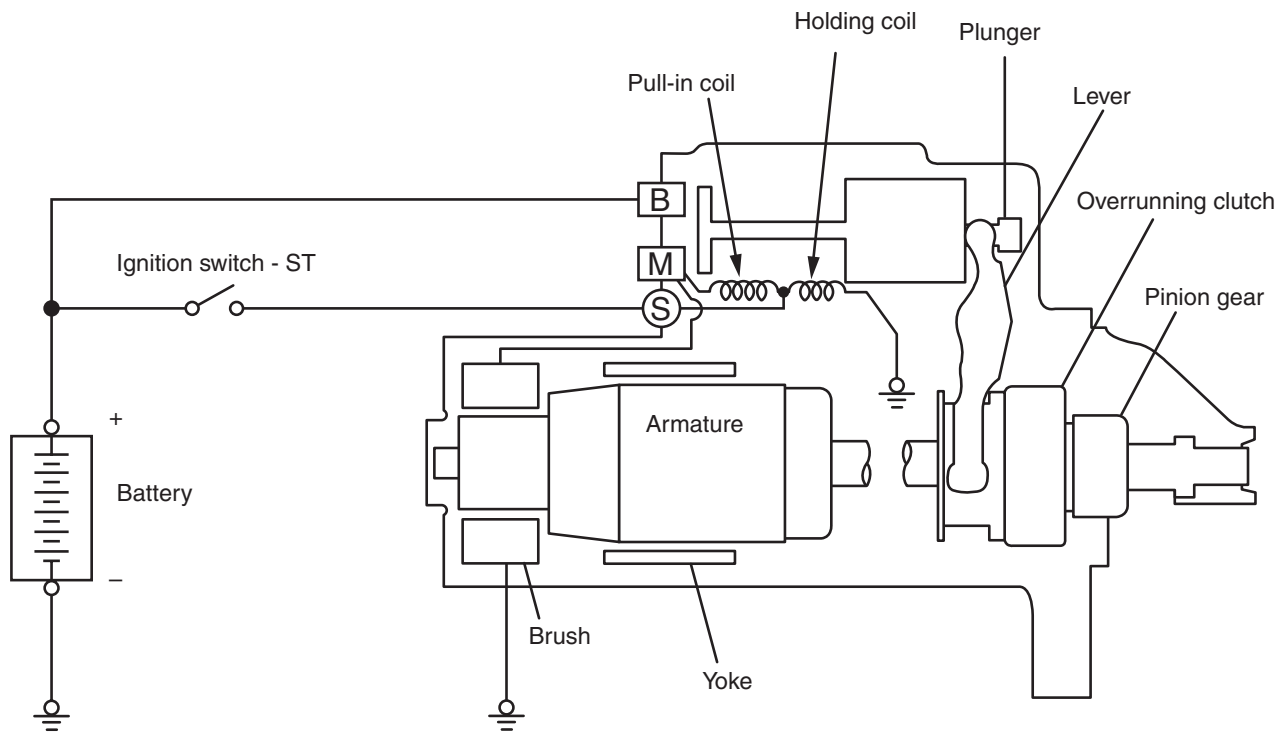 Holding coil
Plunger
Pull-in coil
Lever
B
Overrunning clutch
M
Ignition switch - ST
S
Pinion gear
+
Armature
Battery
–
Brush
Yoke